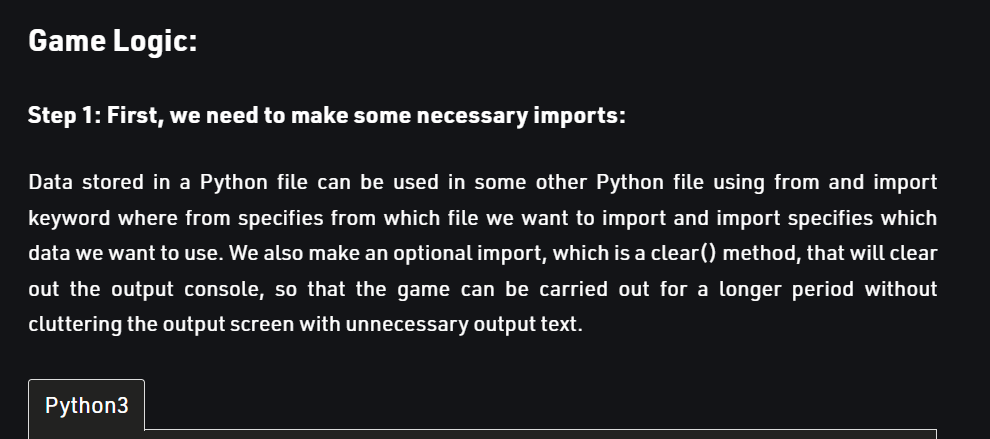 Game Logic:
Step 1: First, we need to make some necessary imports:
Data stored in a Python file can be used in some other Python file using from and import
keyword where from specifies from which file we want to import and import specifies which
data we want to use. We also make an optional import, which is a clear() method, that will clear
out the output console, so that the game can be carried out for a longer period without
cluttering the output screen with unnecessary output text.
Python3